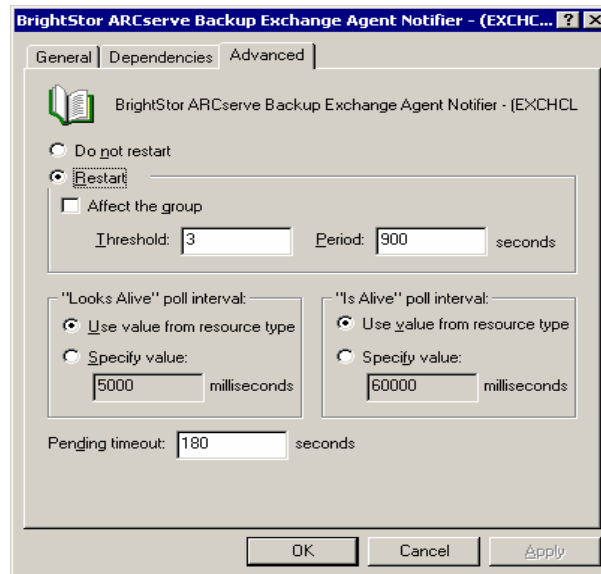 BrightStor ARCserve Backup Exchange Agent Notifier - (EXCHC...
General Dependencies Advanced
BrightStor ARCserve Backup Exchange Agent Notifier - (EXCHCL
Do not restart
Restart
Affect the group
Threshold: 3 Period: 900 seconds
"Looks Alive" poll interval: "Is Alive" poll interval:
Use value from resource type Use value from resource type
Specify value: Specify value:
5000 milliseconds 60000 milliseconds
Pending timeout: 180 seconds
OK Cancel Apply